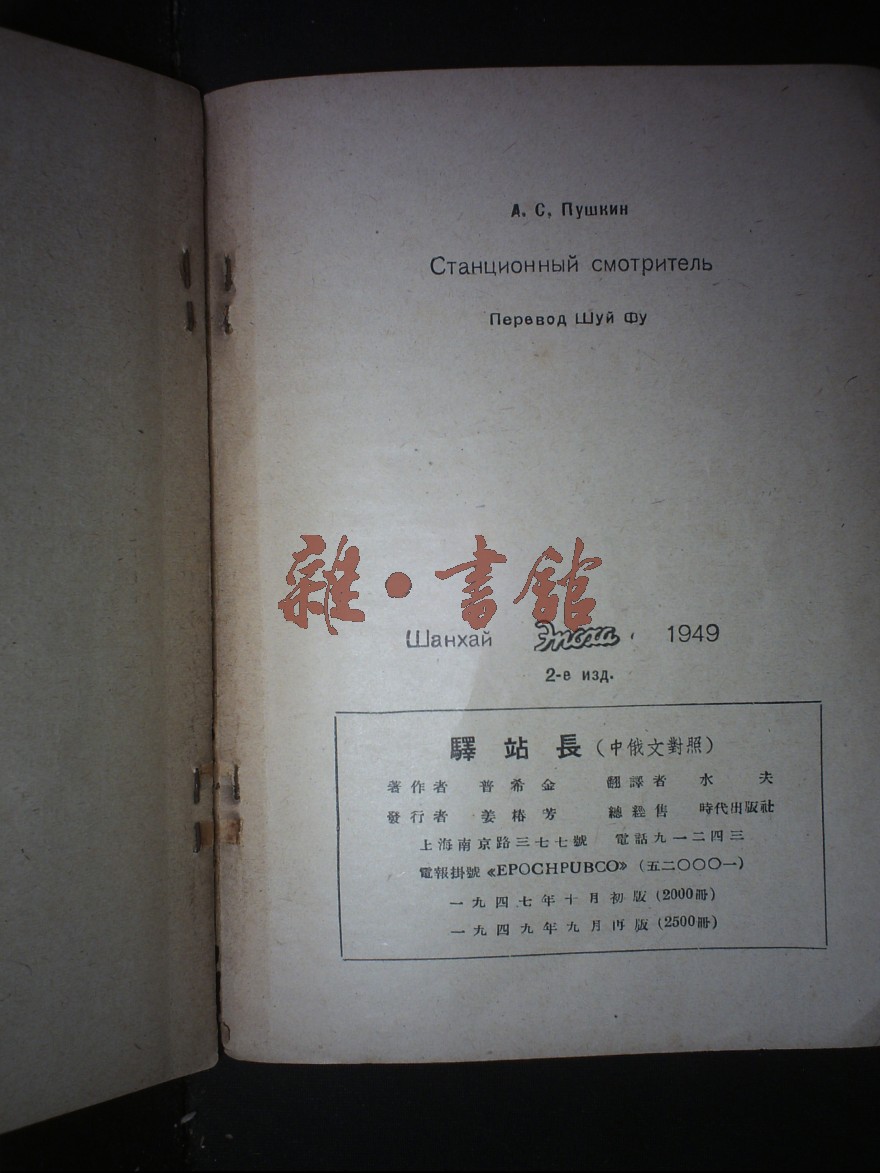 А. С, Пушкин
Станционный смотритель
Перевод Шуй Фу
雜·書館
Шанхай Эпоха 1949
2-е изд.
驛站長(中俄文對照)
著作者 普希金 翻譯者 水夫
發行者 姜椿芳 總經售 時代出版社
上海南京路三七七號 電話九一二四三
電報掛號《EPOCHPUBCO》(五二〇〇〇一)
一九四七年十月初版(2000冊)
一九四九年九月再版(2500冊)